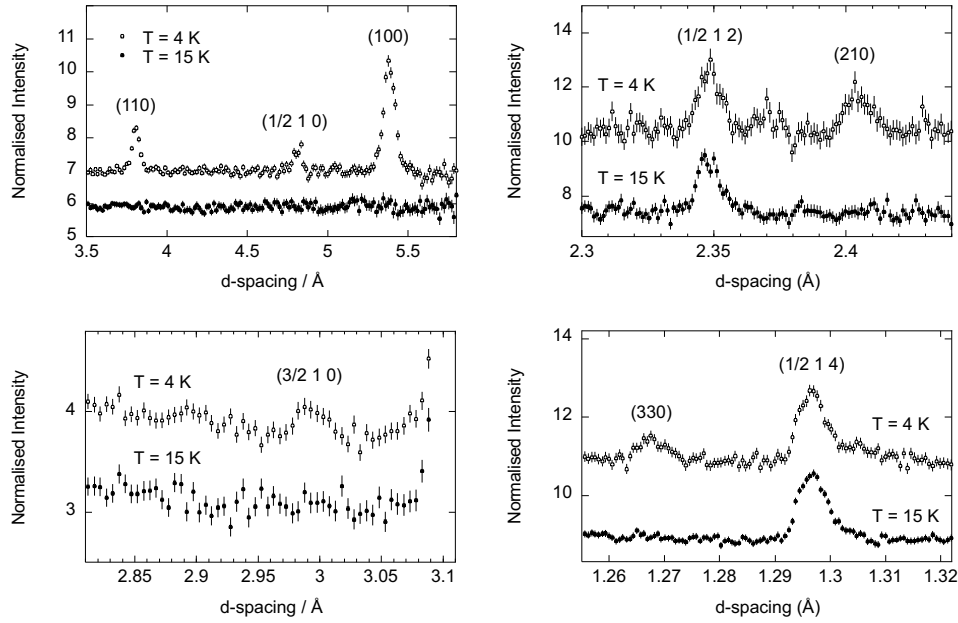 11
10
9
8
7
6
5
Normalised Intensity
T = 4 K
T = 15 K
(110)
(1/2 1 0)
(100)
3.5 4 4.5 5 5.5
d-spacing / Å
14
12
10
8
Normalised Intensity
(1/2 1 2)
(210)
T = 4 K
T = 15 K
2.3 2.35 2.4
d-spacing (Å)
4
3
Normalised Intensity
T = 4 K
(3/2 1 0)
T = 15 K
2.85 2.9 2.95 3 3.05 3.1
d-spacing / Å
14
12
10
Normalised Intensity
(330)
(1/2 1 4)
T = 4 K
T = 15 K
1.26 1.27 1.28 1.29 1.3 1.31 1.32
d-spacing (Å)